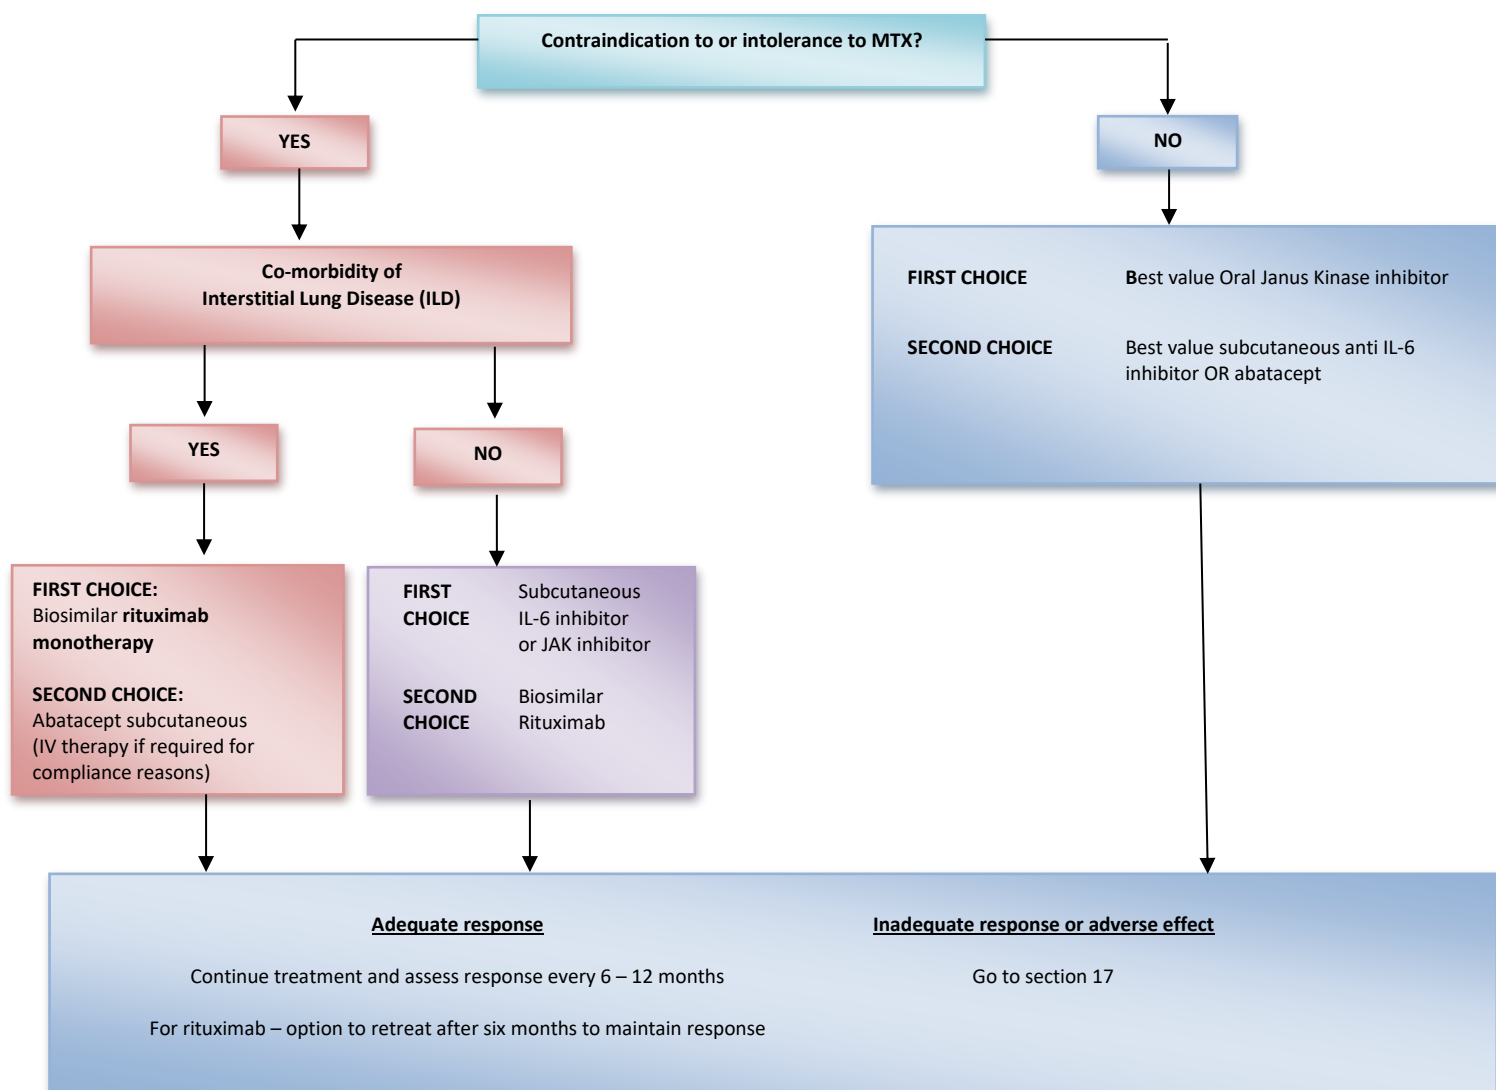 Contraindication to or intolerance to MTX?
YES
NO
Co-morbidity of
Interstitial Lung Disease (ILD)
FIRST CHOICE Best value Oral Janus Kinase inhibitor
SECOND CHOICE Best value subcutaneous anti IL-6
inhibitor OR abatacept
YES
NO
FIRST CHOICE:
Biosimilar rituximab
monotherapy
SECOND CHOICE:
Abatacept subcutaneous
(IV therapy if required for
compliance reasons)
FIRST Subcutaneous
CHOICE IL-6 inhibitor
or JAK inhibitor
SECOND Biosimilar
CHOICE Rituximab
Adequate response
Continue treatment and assess response every 6 – 12 months
For rituximab – option to retreat after six months to maintain response
Inadequate response or adverse effect
Go to section 17